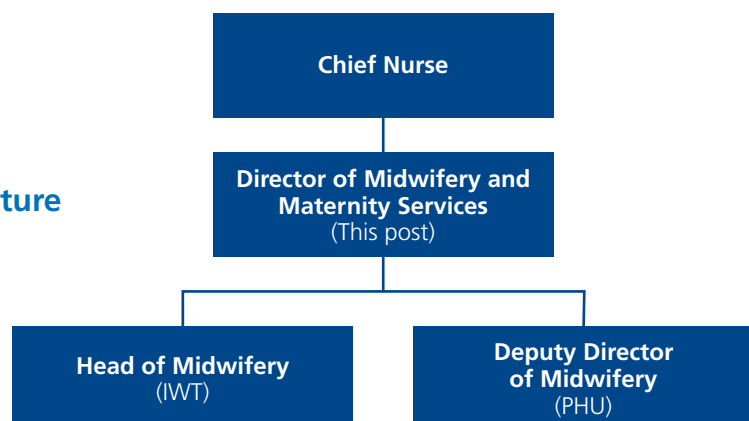 Chief Nurse
Director of Midwifery and
Maternity Services
(This post)
ture
Head of Midwifery
(IWT)
Deputy Director
of Midwifery
(PHU)